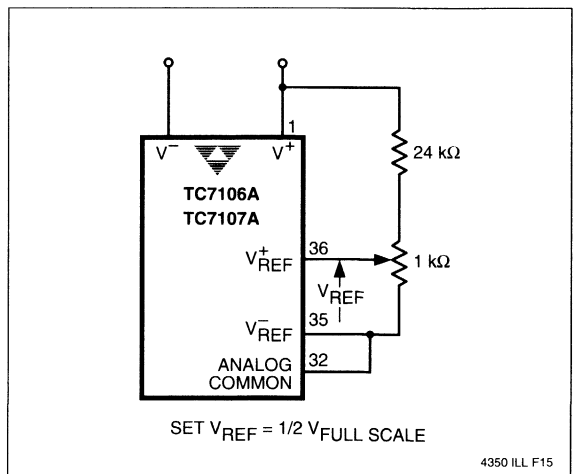 1
V– V+
24 kΩ
TC7106A
TC7107A
V+REF 36
1 kΩ
VREF
V–REF 35
ANALOG 32
COMMON
SET VREF = 1/2 VFULL SCALE
4350 ILL F15